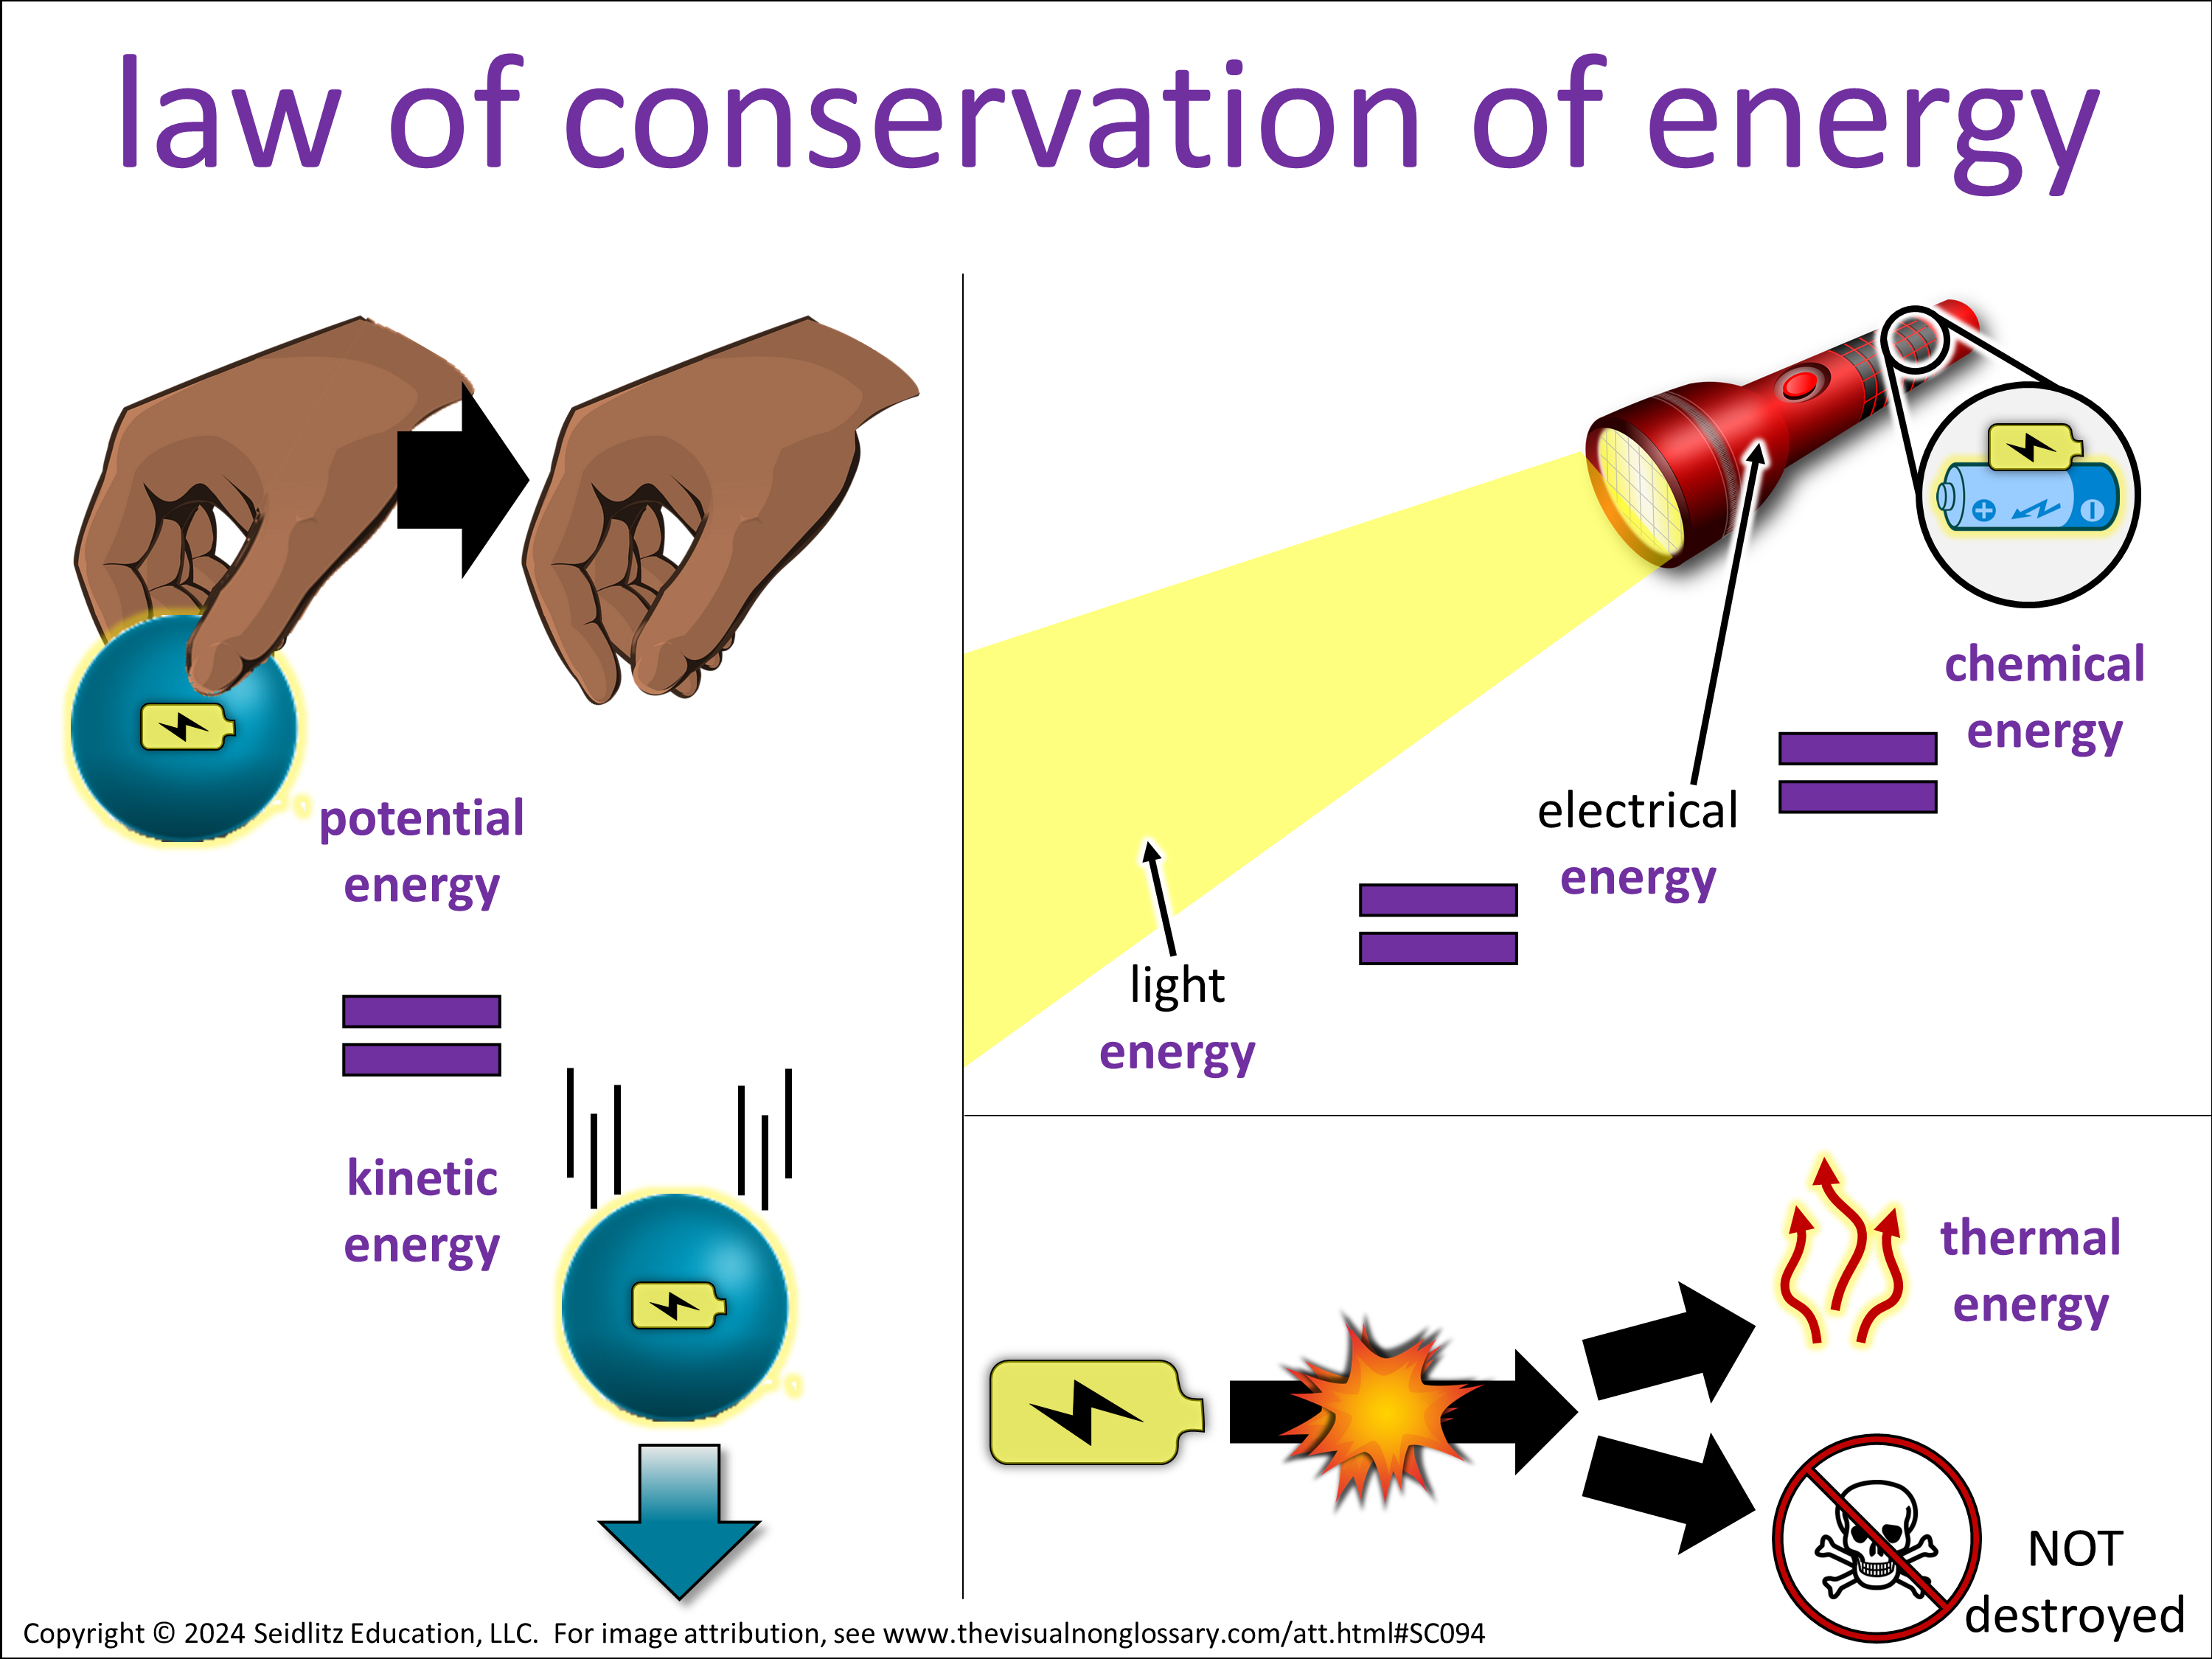 law of conservation of energy
potential
energy
kinetic
energy
chemical
energy
electrical
energy
light
energy
thermal
energy
NOT
destroyed
Copyright © 2024 Seidlitz Education, LLC.  For image attribution, see www.thevisualnonglossary.com/att.html#SC094